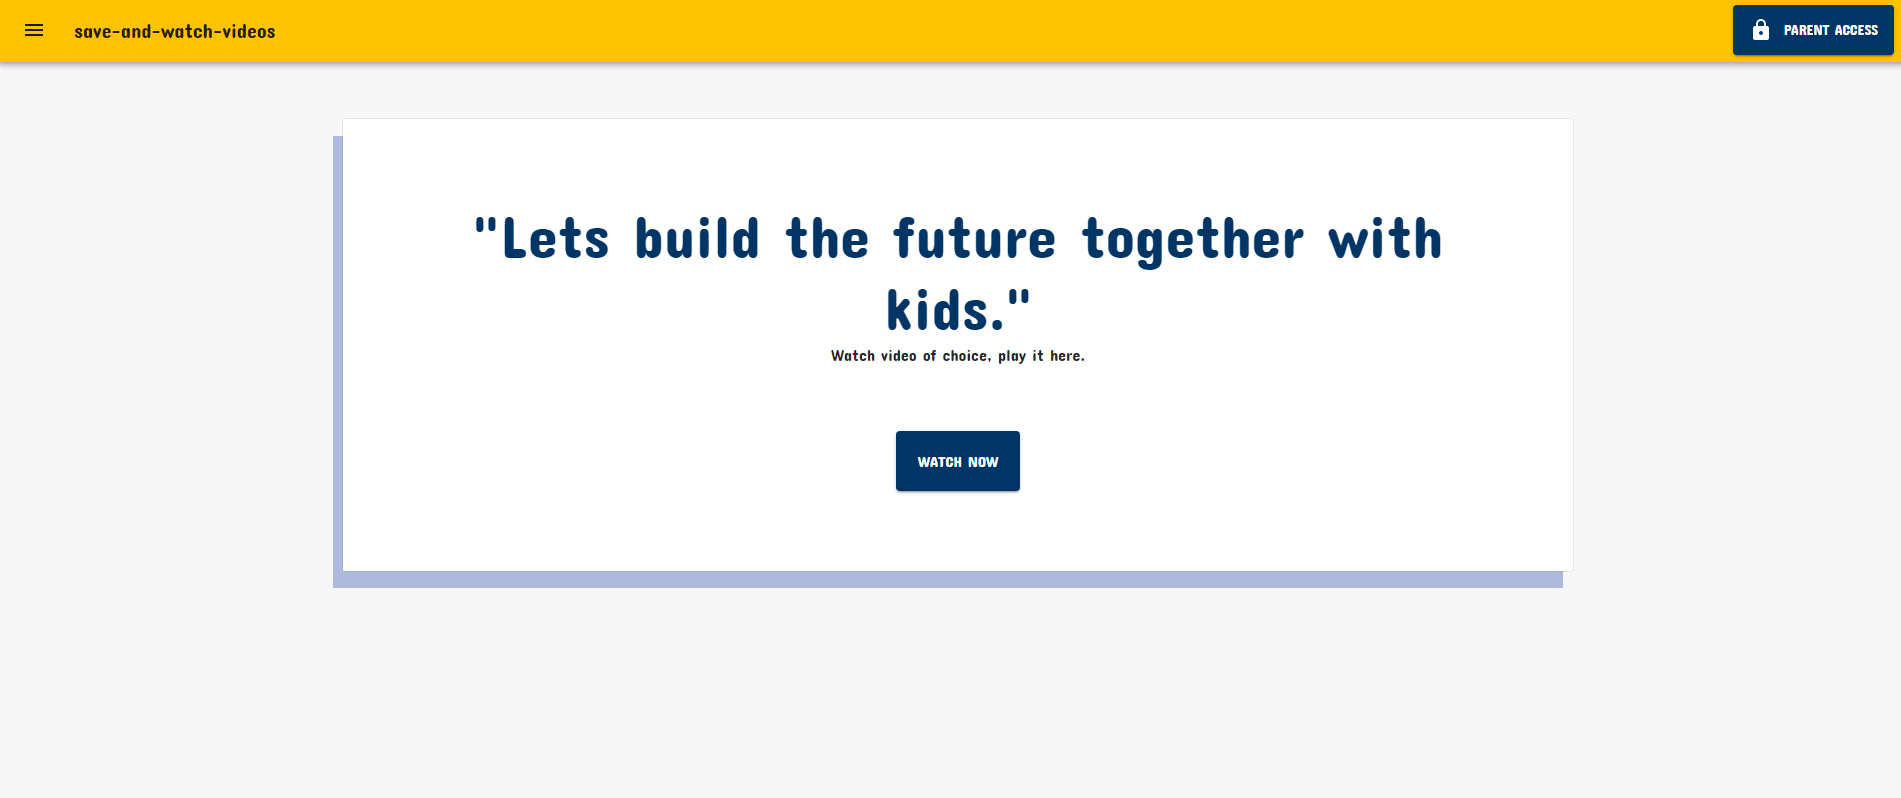 save-and-watch-videos
PARENT ACCESS
"Lets build the future together with
kids."
Watch video of choice, play it here.
WATCH NOW